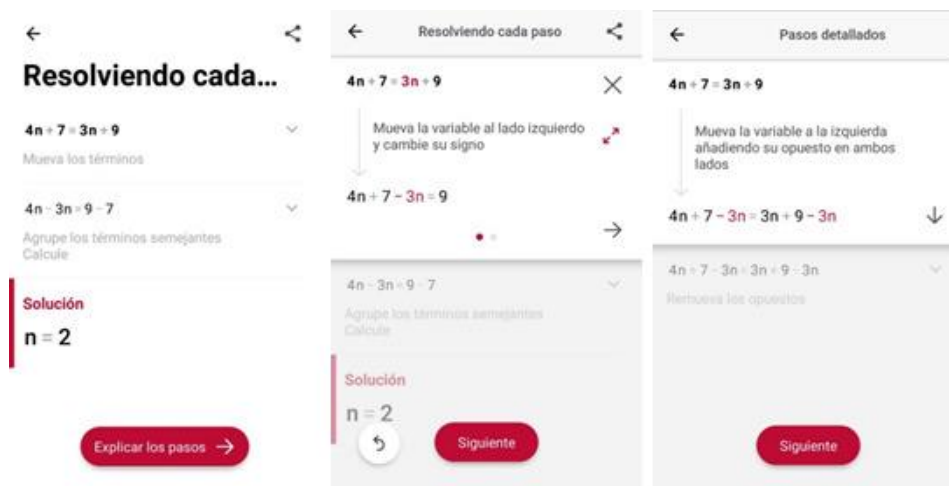 Resolviendo cada...
4n + 7 = 3n + 9
Mueva los términos
4n - 3n = 9 - 7
Agrupe los términos semejantes
Calcule
Solución
n = 2
Explicar los pasos →
Resolviendo cada paso
4n + 7 = 3n + 9
Mueva la variable al lado izquierdo
y cambie su signo
4n + 7 - 3n = 9
4n - 3n = 9 - 7
Agrupe los términos semejantes
Calcule
Solución
n = 2
Siguiente
Pasos detallados
4n + 7 = 3n + 9
Mueva la variable a la izquierda
añadiendo su opuesto en ambos
lados
4n + 7 - 3n = 3n + 9 - 3n
4n + 7 - 3n = 3n + 9 - 3n
Remueva los opuestos
Siguiente